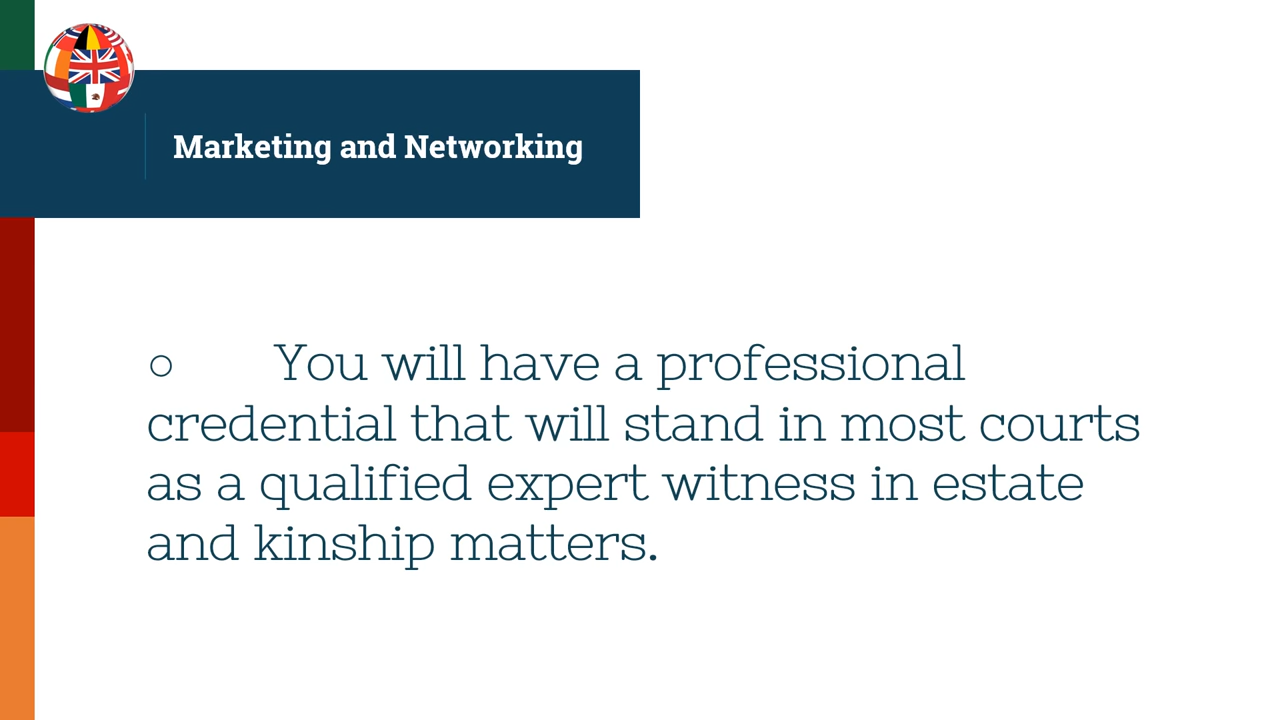 Marketing and Networking
○ You will have a professional
credential that will stand in most courts
as a qualified expert witness in estate
and kinship matters.